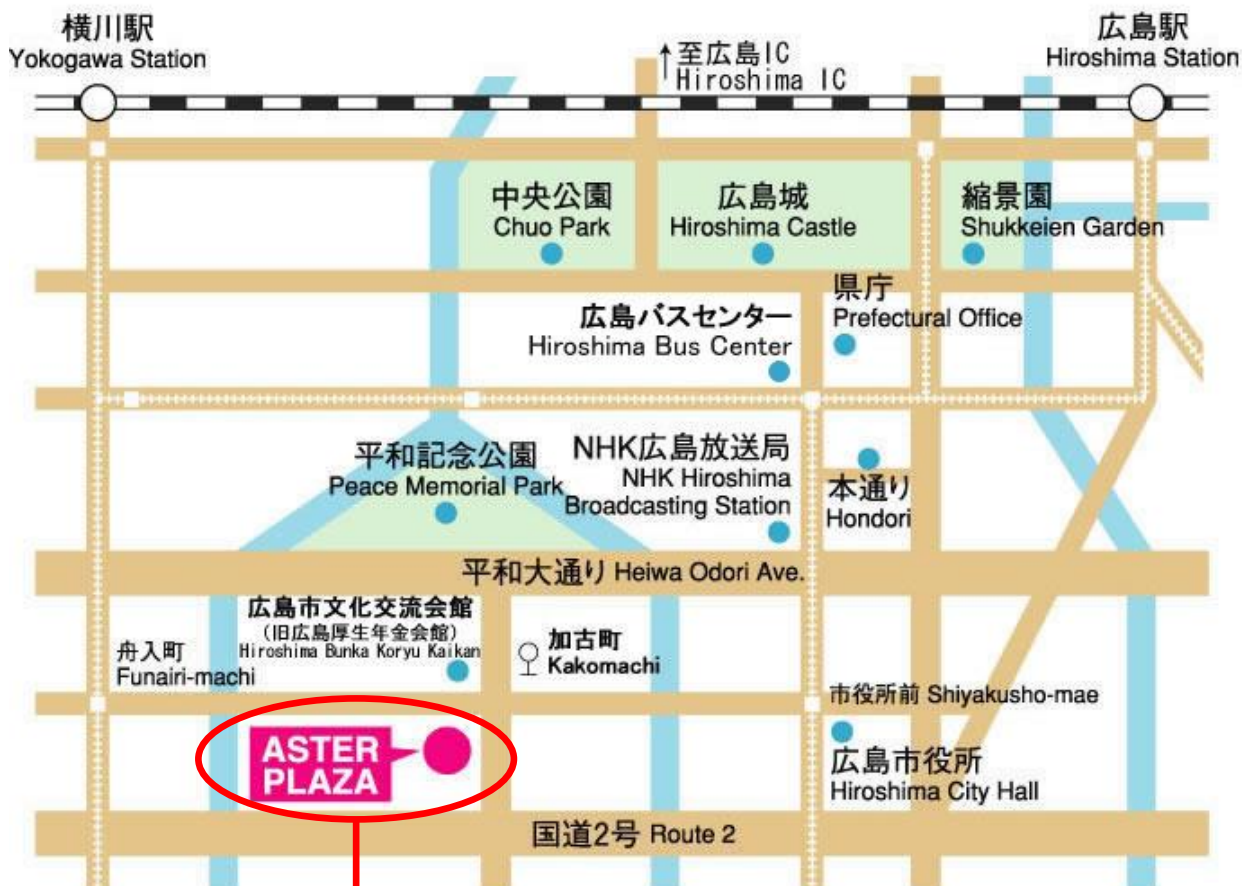 横川駅
Yokogawa Station
広島駅
Hiroshima Station
↑至広島IC
Hiroshima IC
中央公園
Chuo Park
広島城
Hiroshima Castle
縮景園
Shukkeien Garden
県庁
Prefectural Office
広島バスセンター
Hiroshima Bus Center
平和記念公園
Peace Memorial Park
NHK広島放送局
NHK Hiroshima
Broadcasting Station
本通り
Hondori
平和大通り Heiwa Odori Ave.
広島市文化交流会館
(旧広島厚生年金会館)
Hiroshima Bunka Koryu Kaikan
加古町
Kakomachi
舟入町
Funairi-machi
市役所前 Shiyakusho-mae
ASTER
PLAZA
広島市役所
Hiroshima City Hall
国道2号 Route 2